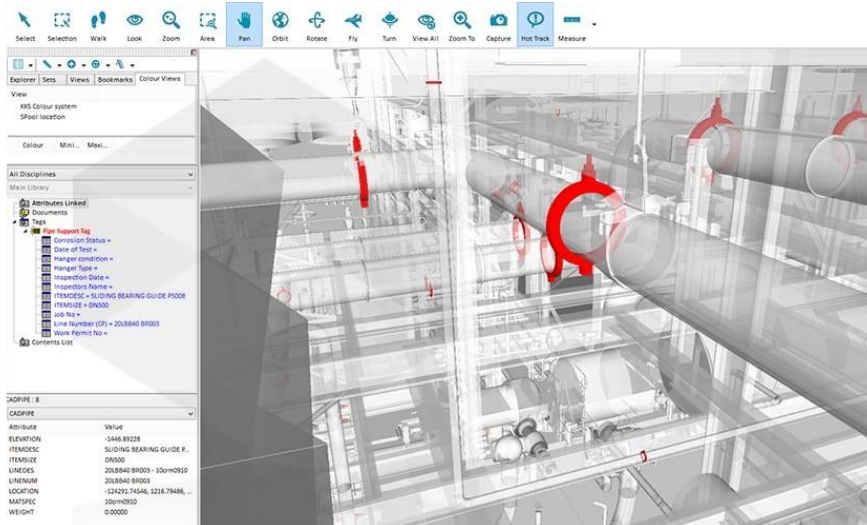 Select Selection Walk Look Zoom Area Pan Orbit Rotate Fly Turn View All Zoom To Capture Hot Track Measure
Explorer Sets Views Bookmarks Colour Views
View
KKS Colour system
SPool location
Colour Mini... Maxi...
All Disciplines
Main Library
Attributes Linked
Documents
Tags
Pipe Support Tag
Corrosion Status =
Date of Test =
Hanger condition =
Hanger Type =
Inspection Date =
Inspectors Name =
ITEMDESC = SLIDING BEARING GUIDE PS008
ITEMSIZE = DN500
Job No =
Line Number (CP) = 20LBB40 BR003
Work Permit No =
Contents List
CADPIPE : 8
CADPIPE
Attribute Value
ELEVATION -1446.89228
ITEMDESC SLIDING BEARING GUIDE P...
ITEMSIZE DN500
LINEDES 20LBB40 BR003 - 10crm0910
LINENUM 20LBB40 BR003
LOCATION -124291.74546, 1216.79486, ...
MATSPEC 10crm0910
WEIGHT 0.00000